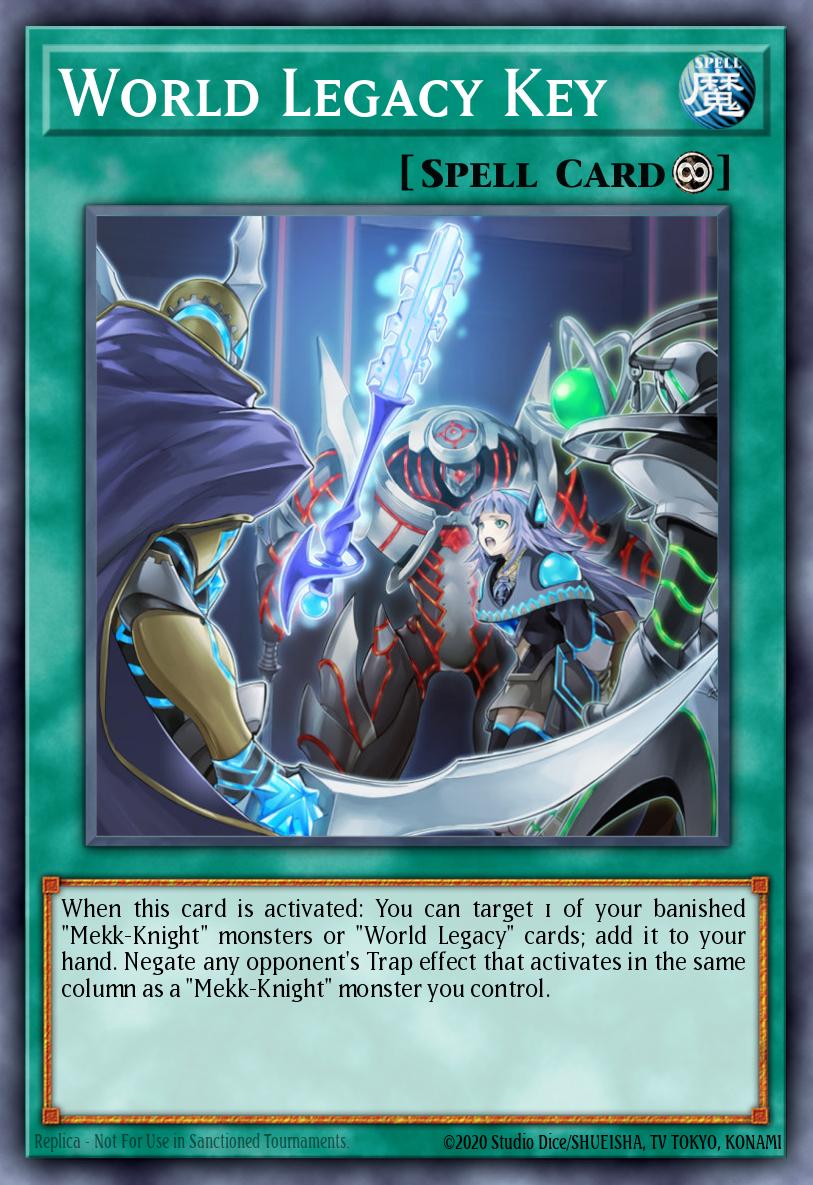 World Legacy Key
SPELL
魔
[Spell Card∞]
When this card is activated: You can target 1 of your banished
"Mekk-Knight" monsters or "World Legacy" cards; add it to your
hand. Negate any opponent's Trap effect that activates in the same
column as a "Mekk-Knight" monster you control.
Replica - Not For Use in Sanctioned Tournaments.
©2020 Studio Dice/SHUEISHA, TV TOKYO, KONAMI